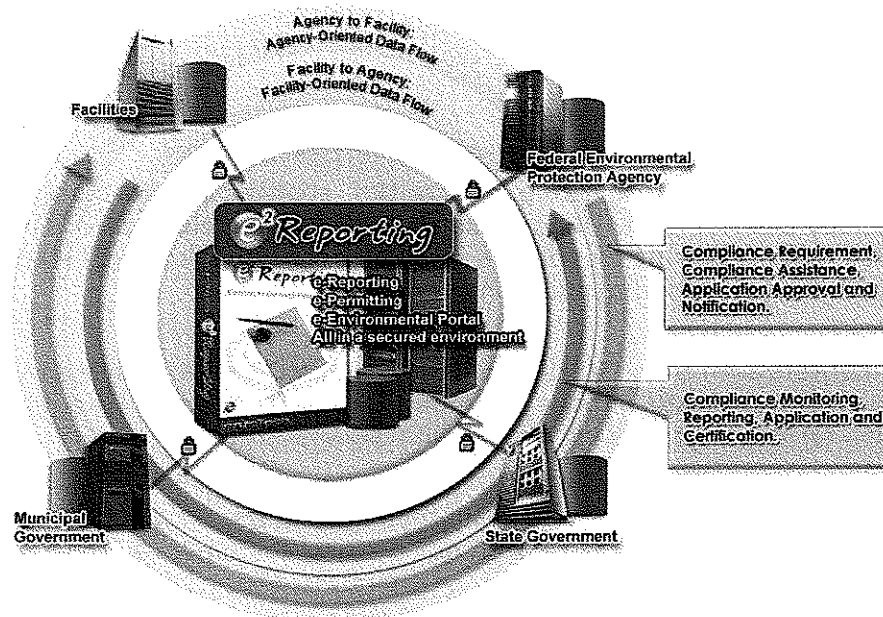 Agency to Facility:
Agency-Oriented Data Flow
Facility to Agency:
Facility-Oriented Data Flow
Facilities
Federal Environmental
Protection Agency
e2 Reporting
e-Reporting
e-Permitting
e-Environmental Portal
All in a secured environment
Compliance Requirement,
Compliance Assistance,
Application Approval and
Notification.
Compliance Monitoring,
Reporting, Application and
Certification.
Municipal
Government
State Government